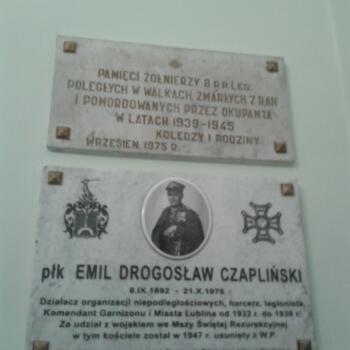 PAMIĘCI ŻOŁNIERZY 8 P.P. LEG.
POLEGŁYCH W WALKACH, ZMARŁYCH Z RAN
I POMORDOWANYCH PRZEZ OKUPANTA
W LATACH 1939-1945
KOLEDZY I RODZINY
WRZESIEŃ 1975 R.
płk EMIL DROGOSŁAW CZAPLIŃSKI
8.IX.1892 - 21.X.1976
Działacz organizacji niepodległościowych, harcerz, legionista,
Komendant Garnizonu i Miasta Lublina od 1932 r. do 1939 r.
Za udział z wojskiem we Mszy Świętej Rezurekcyjnej
w tym kościele został w 1947 r. usunięty z W.P.